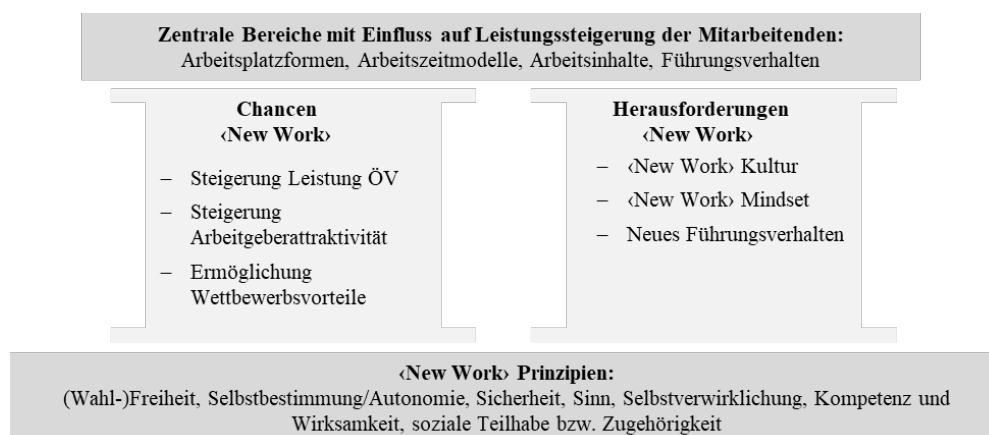 Zentrale Bereiche mit Einfluss auf Leistungssteigerung der Mitarbeitenden:
Arbeitsplatzformen, Arbeitszeitmodelle, Arbeitsinhalte, Führungsverhalten
Chancen
‹New Work›
– Steigerung Leistung ÖV
– Steigerung
Arbeitgeberattraktivität
– Ermöglichung
Wettbewerbsvorteile
Herausforderungen
‹New Work›
– ‹New Work› Kultur
– ‹New Work› Mindset
– Neues Führungsverhalten
‹New Work› Prinzipien:
(Wahl-)Freiheit, Selbstbestimmung/Autonomie, Sicherheit, Sinn, Selbstverwirklichung, Kompetenz und
Wirksamkeit, soziale Teilhabe bzw. Zugehörigkeit